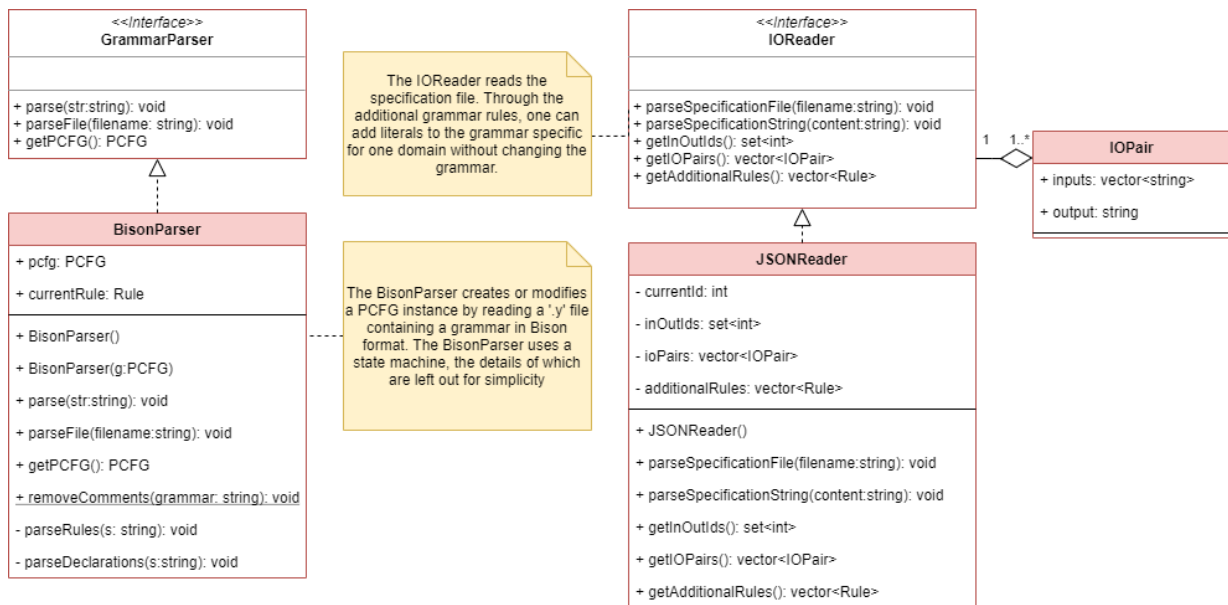 <<Interface>>
GrammarParser
+ parse(str:string): void
+ parseFile(filename: string): void
+ getPCFG(): PCFG
BisonParser
+ pcfg: PCFG
+ currentRule: Rule
+ BisonParser()
+ BisonParser(g:PCFG)
+ parse(str:string): void
+ parseFile(filename:string): void
+ getPCFG(): PCFG
+ removeComments(grammar: string): void
- parseRules(s: string): void
- parseDeclarations(s:string): void
The IOReader reads the
specification file. Through the
additional grammar rules, one can
add literals to the grammar specific
for one domain without changing the
grammar.
The BisonParser creates or modifies
a PCFG instance by reading a '.y' file
containing a grammar in Bison
format. The BisonParser uses a
state machine, the details of which
are left out for simplicity
<<Interface>>
IOReader
+ parseSpecificationFile(filename:string): void
+ parseSpecificationString(content:string): void
+ getInOutIds(): set<int>
+ getIOPairs(): vector<IOPair>
+ getAdditionalRules(): vector<Rule>
1
1..*
IOPair
+ inputs: vector<string>
+ output: string
JSONReader
- currentId: int
- inOutIds: set<int>
- ioPairs: vector<IOPair>
- additionalRules: vector<Rule>
+ JSONReader()
+ parseSpecificationFile(filename:string): void
+ parseSpecificationString(content:string): void
+ getInOutIds(): set<int>
+ getIOPairs(): vector<IOPair>
+ getAdditionalRules(): vector<Rule>